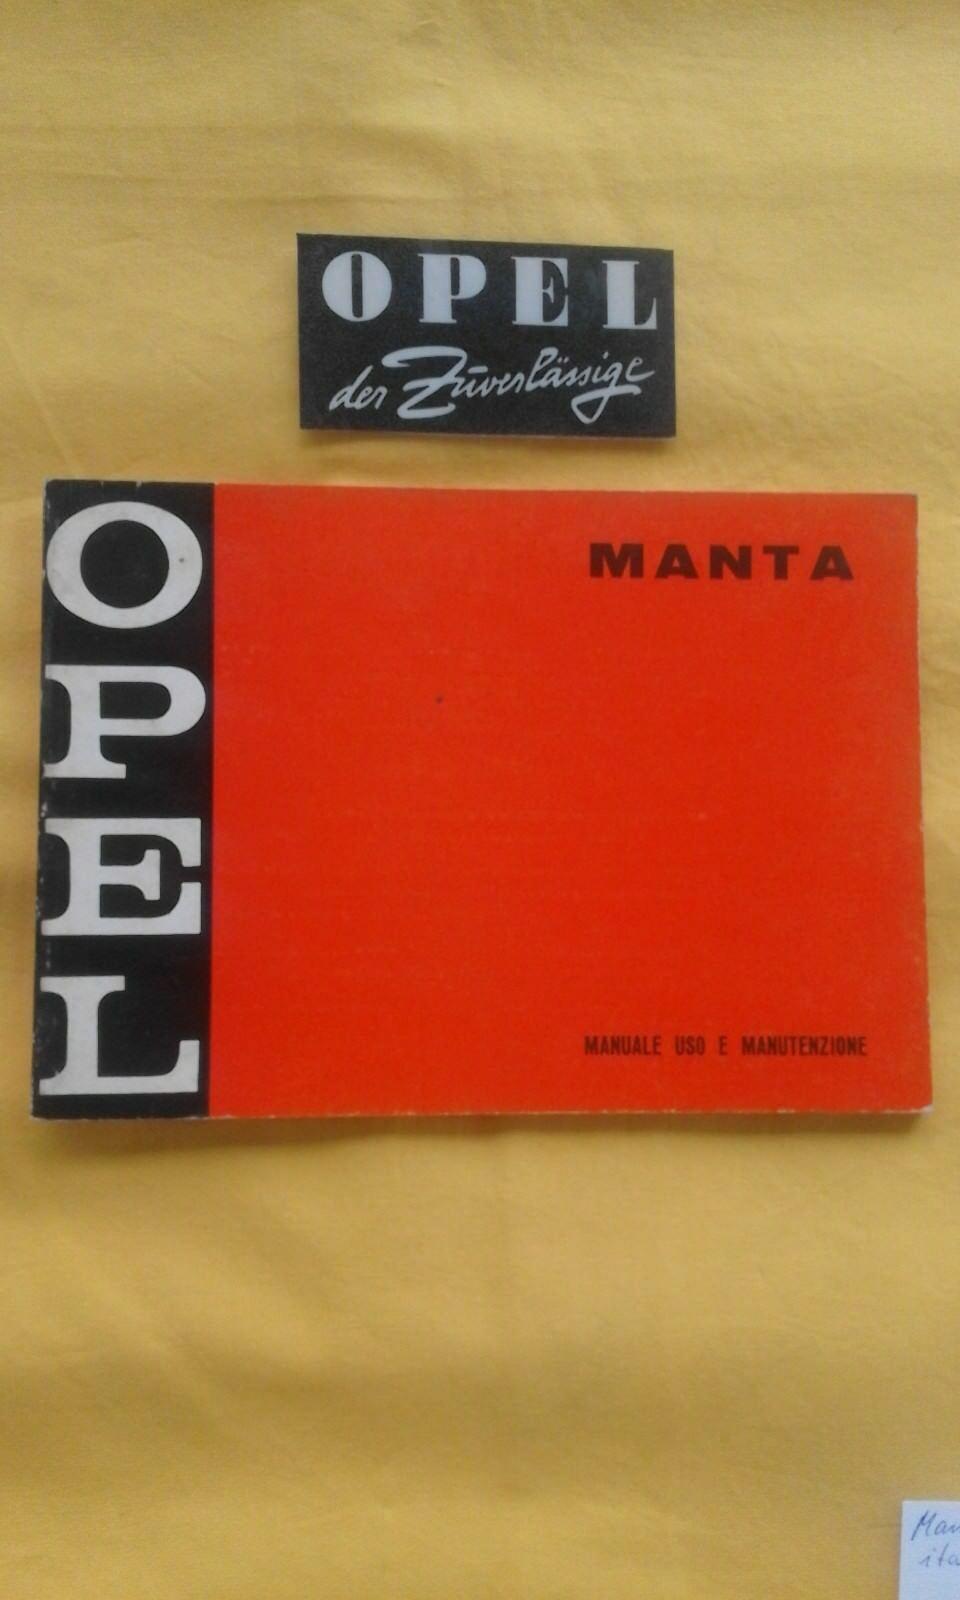 OPEL
der Zuverlässige
OPEL
MANTA
MANUALE USO E MANUTENZIONE